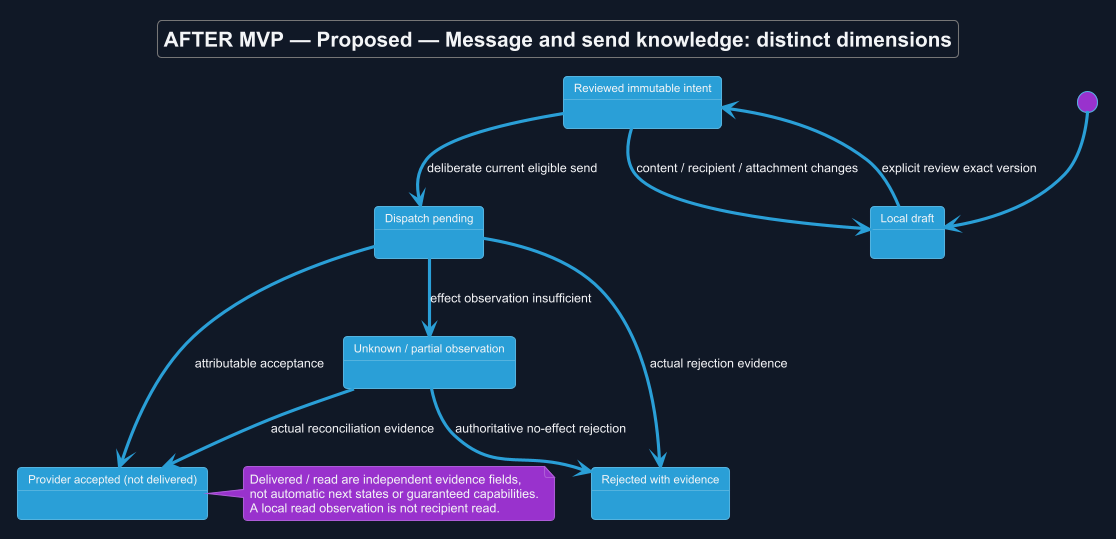 AFTER MVP — Proposed — Message and send knowledge: distinct dimensions
Reviewed immutable intent
deliberate current eligible send
content / recipient / attachment changes
explicit review exact version
Dispatch pending
Local draft
effect observation insufficient
Unknown / partial observation
attributable acceptance
actual rejection evidence
actual reconciliation evidence
authoritative no-effect rejection
Provider accepted (not delivered)
Delivered / read are independent evidence fields,
not automatic next states or guaranteed capabilities.
A local read observation is not recipient read.
Rejected with evidence